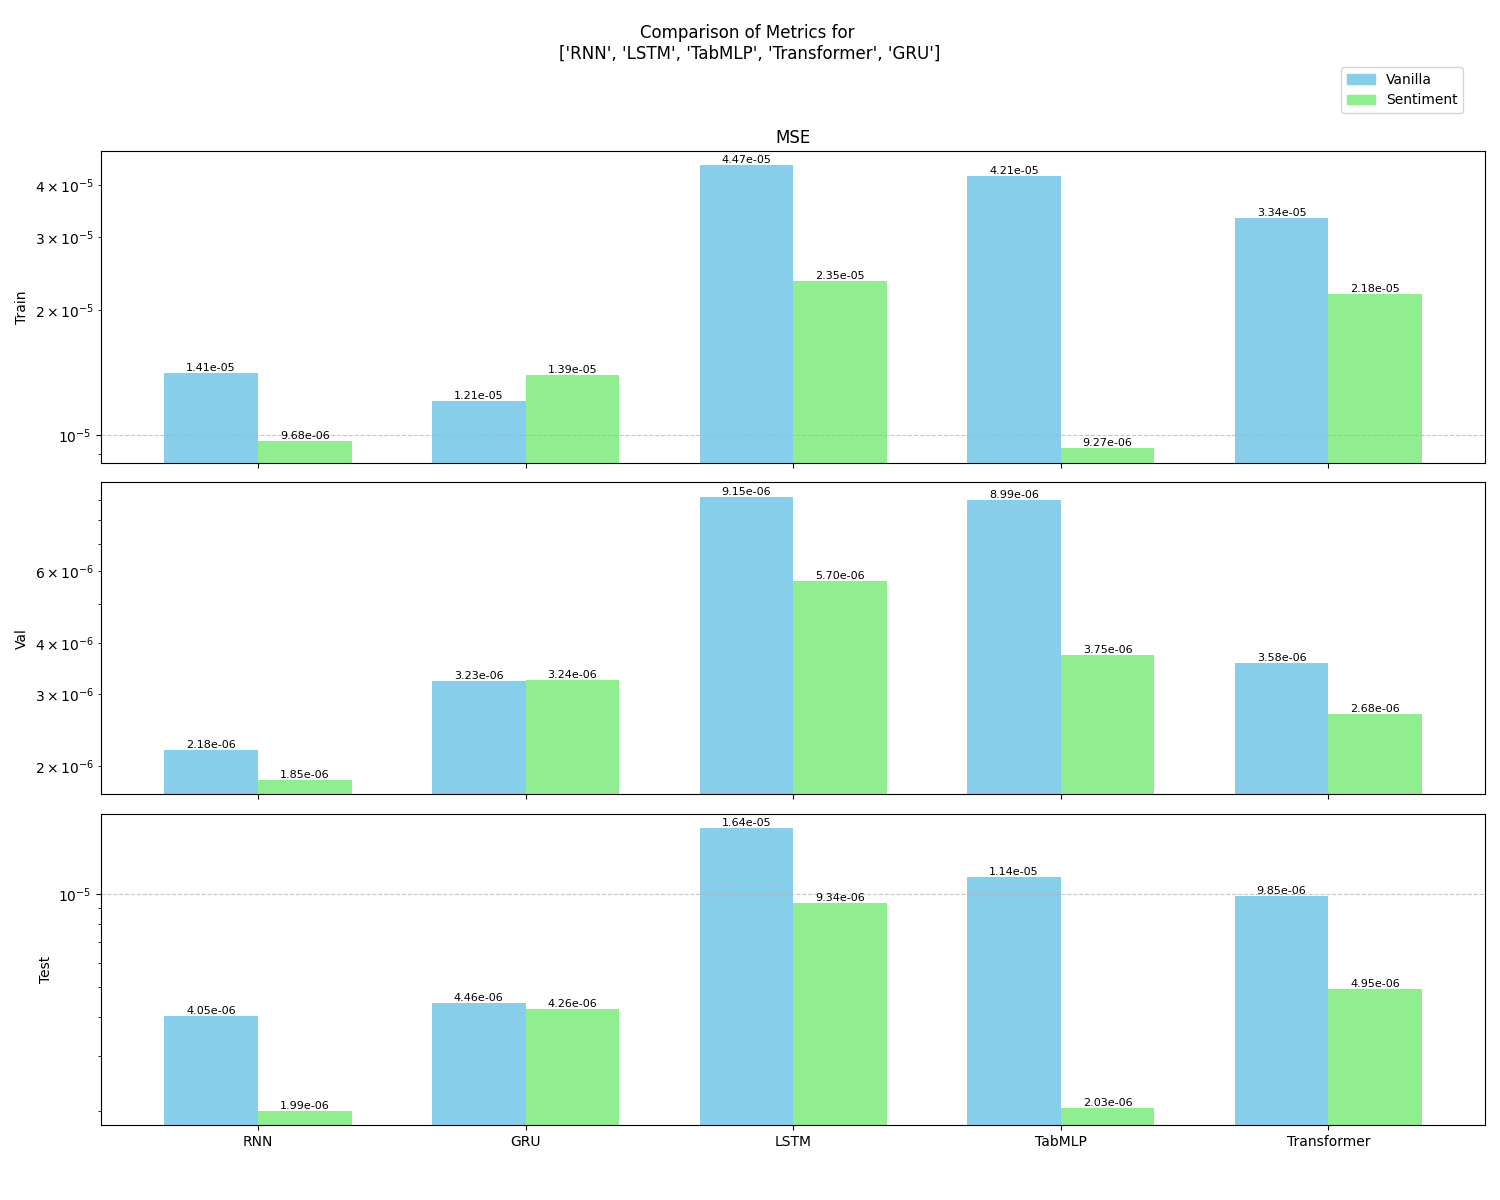 Comparison of Metrics for
['RNN', 'LSTM', 'TabMLP', 'Transformer', 'GRU']
Vanilla
Sentiment
MSE
Train
4 × 10⁻⁵
3 × 10⁻⁵
2 × 10⁻⁵
10⁻⁵
1.41e-05
9.68e-06
1.21e-05
1.39e-05
4.47e-05
2.35e-05
4.21e-05
9.27e-06
3.34e-05
2.18e-05
Val
6 × 10⁻⁶
4 × 10⁻⁶
3 × 10⁻⁶
2 × 10⁻⁶
2.18e-06
1.85e-06
3.23e-06
3.24e-06
9.15e-06
5.70e-06
8.99e-06
3.75e-06
3.58e-06
2.68e-06
Test
10⁻⁵
4.05e-06
1.99e-06
4.46e-06
4.26e-06
1.64e-05
9.34e-06
1.14e-05
2.03e-06
9.85e-06
4.95e-06
RNN
GRU
LSTM
TabMLP
Transformer